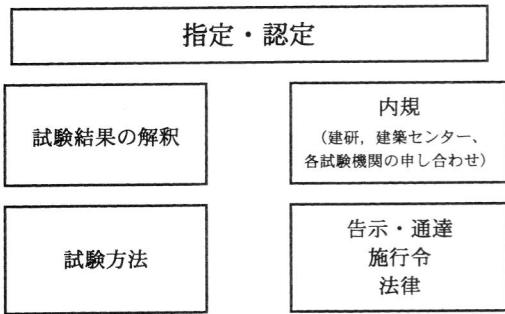 指定・認定
試験結果の解釈
内規
（建研，建築センター、
各試験機関の申し合わせ）
試験方法
告示・通達
施行令
法律